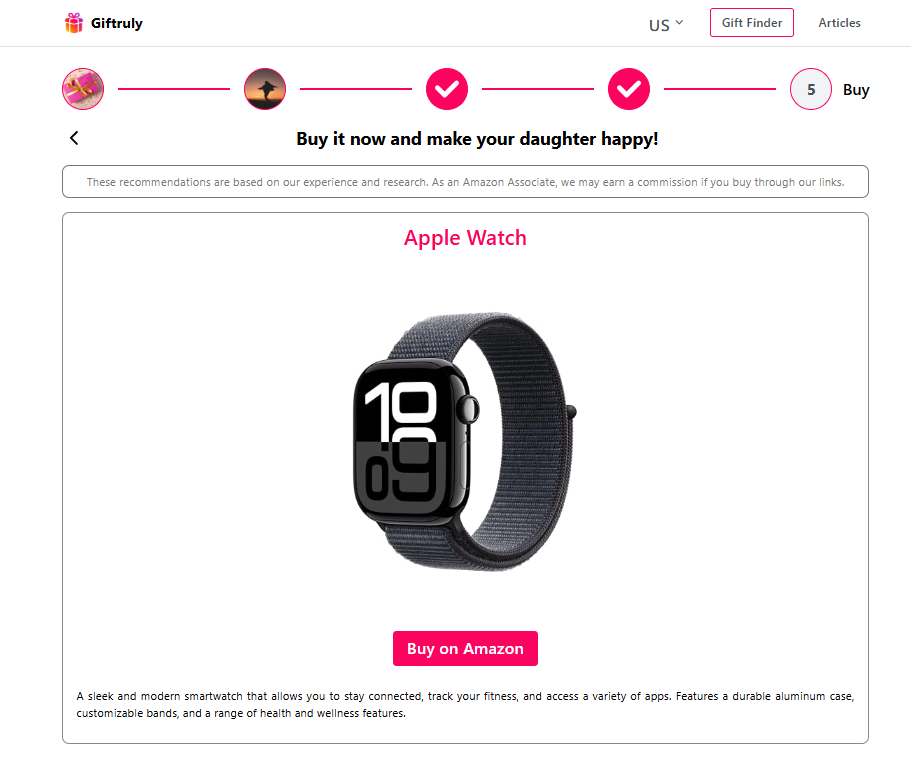 Giftruly
US
Gift Finder
Articles
5
Buy
Buy it now and make your daughter happy!
These recommendations are based on our experience and research. As an Amazon Associate, we may earn a commission if you buy through our links.
Apple Watch
10
09
Buy on Amazon
A sleek and modern smartwatch that allows you to stay connected, track your fitness, and access a variety of apps. Features a durable aluminum case,
customizable bands, and a range of health and wellness features.